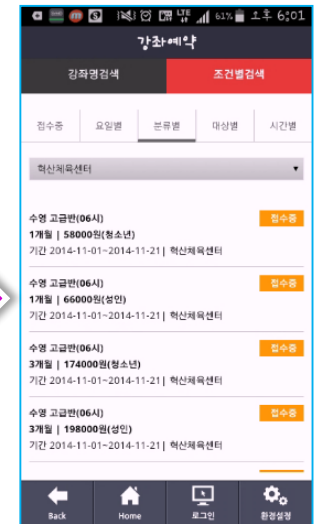 LTE 61% 오후 6:01
강좌예약
강좌명검색 조건별검색
접수중 요일별 분류별 대상별 시간별
혁산체육센터
수영 고급반(06시) 접수중
1개월 | 58000원(청소년)
기간 2014-11-01~2014-11-21| 혁산체육센터
수영 고급반(06시) 접수중
1개월 | 66000원(성인)
기간 2014-11-01~2014-11-21| 혁산체육센터
수영 고급반(06시) 접수중
3개월 | 174000원(청소년)
기간 2014-11-01~2014-11-21| 혁산체육센터
수영 고급반(06시) 접수중
3개월 | 198000원(성인)
기간 2014-11-01~2014-11-21| 혁산체육센터
Back Home 로그인 환경설정